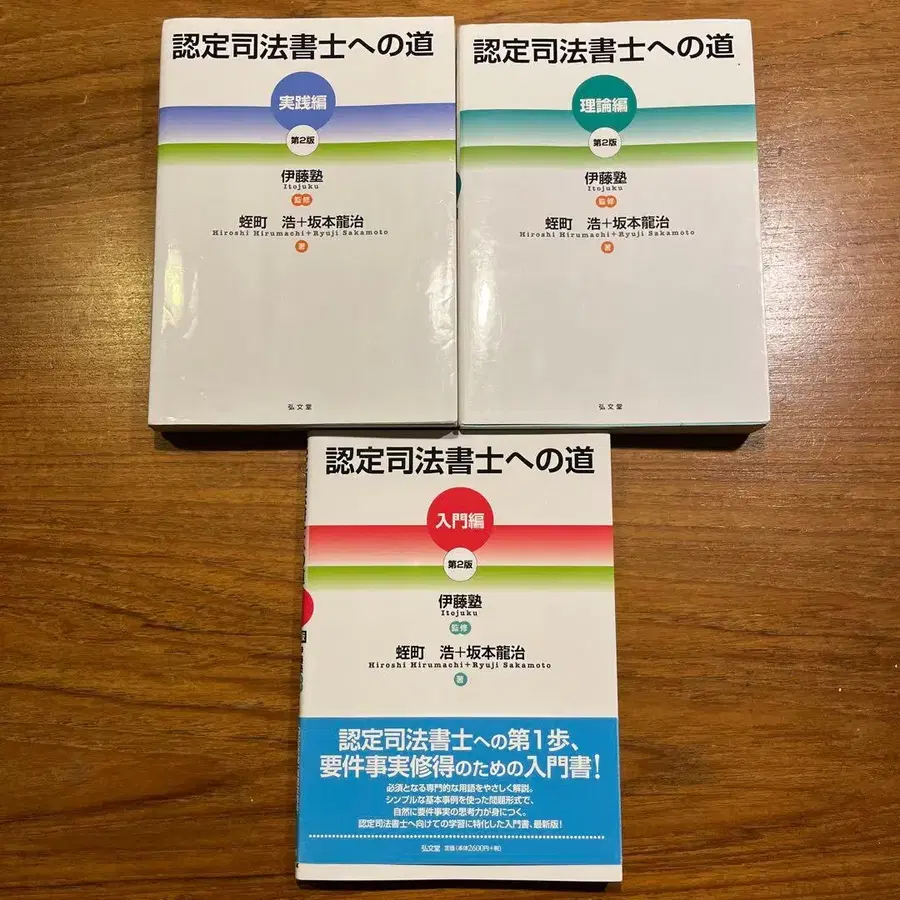 認定司法書士への道
実践編
第2版
伊藤塾
Itojuku
監修
蛭町 浩+坂本龍治
Hiroshi Hirumachi+Ryuji Sakamoto
著
弘文堂
認定司法書士への道
理論編
第2版
伊藤塾
Itojuku
監修
蛭町 浩+坂本龍治
Hiroshi Hirumachi+Ryuji Sakamoto
著
弘文堂
認定司法書士への道
入門編
第2版
伊藤塾
Itojuku
監修
蛭町 浩+坂本龍治
Hiroshi Hirumachi+Ryuji Sakamoto
著
認定司法書士への第1歩、
要件事実修得のための入門書!
必須となる専門的な用語をやさしく解説。
シンプルな基本事例を使った問題形式で、
自然に要件事実の思考力が身につく。
認定司法書士へ向けての学習に特化した入門書、最新版!
弘文堂 定価(本体2600円+税)